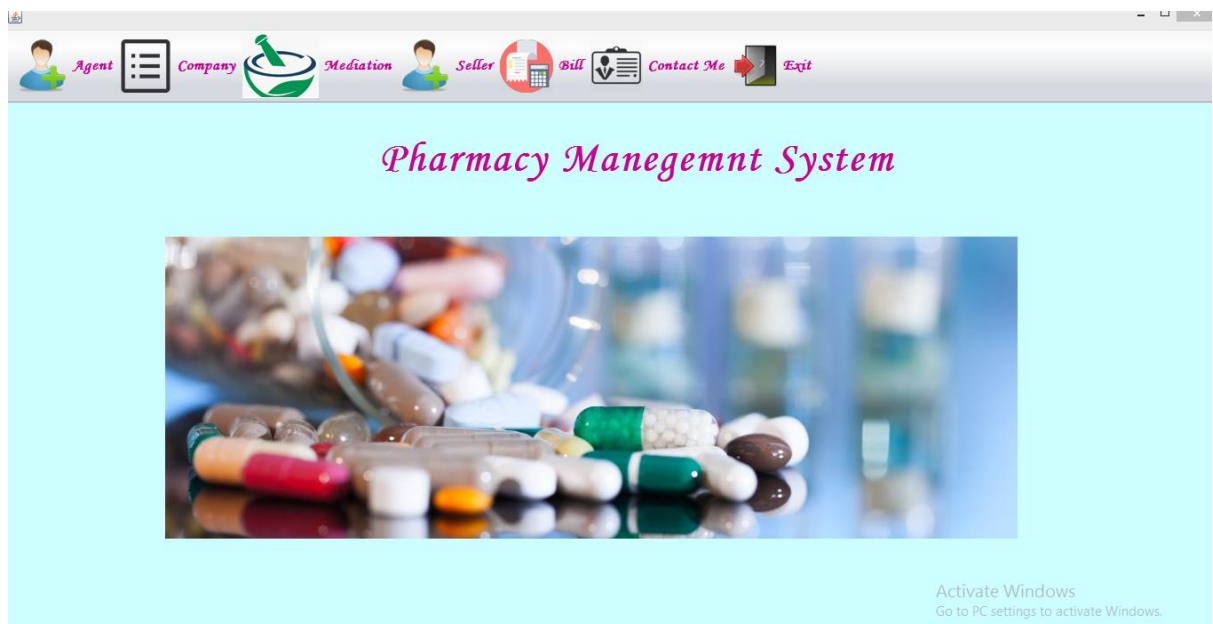 Agent Company Mediation Seller Bill Contact Me Exit
Pharmacy Manegemnt System
Activate Windows
Go to PC settings to activate Windows.